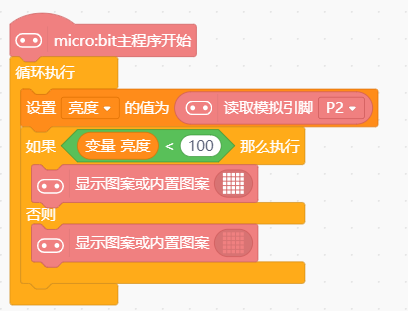 micro:bit主程序开始
循环执行
设置 亮度 的值为 读取模拟引脚 P2
如果 变量 亮度 < 100 那么执行
显示图案或内置图案
否则
显示图案或内置图案